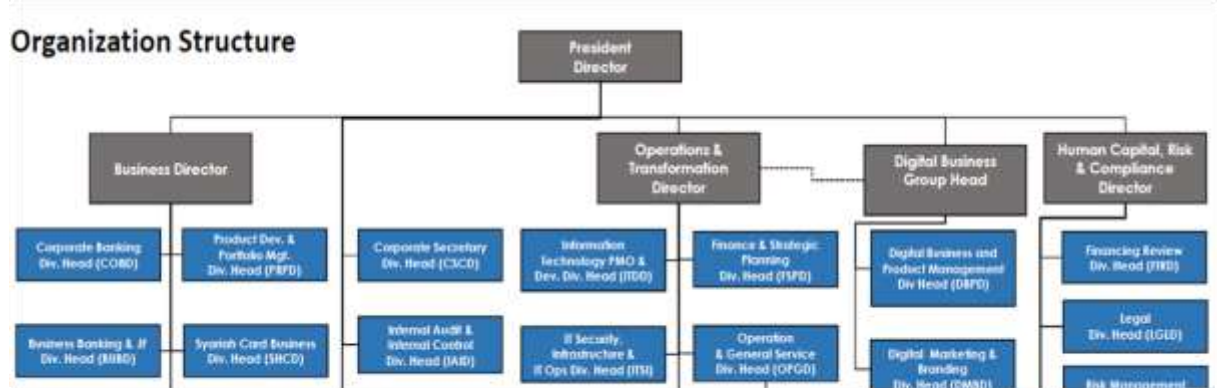 Organization Structure
President
Director
Business Director
Operations &
Transformation
Director
Digital Business
Group Head
Human Capital, Risk
& Compliance
Director
Corporate Banking
Div. Head (COBD)
Product Dev. &
Portfolio Mgt.
Div. Head (PRPD)
Corporate Secretary
Div. Head (CSCD)
Information
Technology PMO &
Dev. Div. Head (ITDD)
Finance & Strategic
Planning
Div. Head (FSPD)
Digital Business and
Product Management
Div Head (DBPD)
Financing Review
Div. Head (FIRD)
Legal
Div. Head (LGLD)
Business Banking &
Div. Head
Syariah Card Business
Div. Head (SHCD)
Internal Audit &
Internal Control
Div. Head (IAID)
IT Security,
Infrastructure &
IT Ops Div. Head (ITSI)
Operation
& General Service
Div. Head (OPGD)
Digital Marketing &
Branding
Div. Head (DMBD)
Risk Management